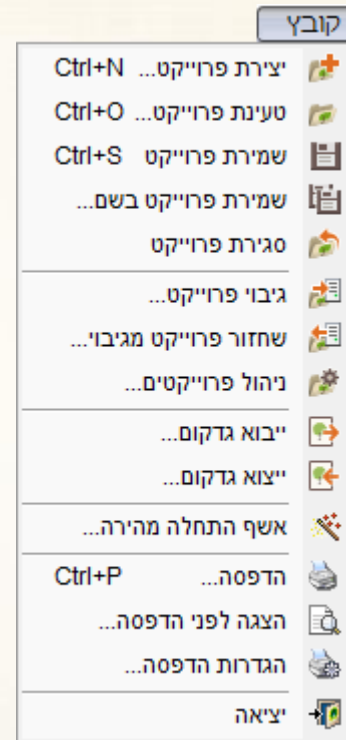 קובץ
יצירת פרוייקט... Ctrl+N
טעינת פרוייקט... Ctrl+O
שמירת פרוייקט Ctrl+S
שמירת פרוייקט בשם...
סגירת פרוייקט
גיבוי פרוייקט...
שחזור פרוייקט מגיבוי...
ניהול פרוייקטים...
ייבוא גדקום...
ייצוא גדקום...
אשף התחלה מהירה...
הדפסה... Ctrl+P
הצגה לפני הדפסה...
הגדרות הדפסה...
יציאה